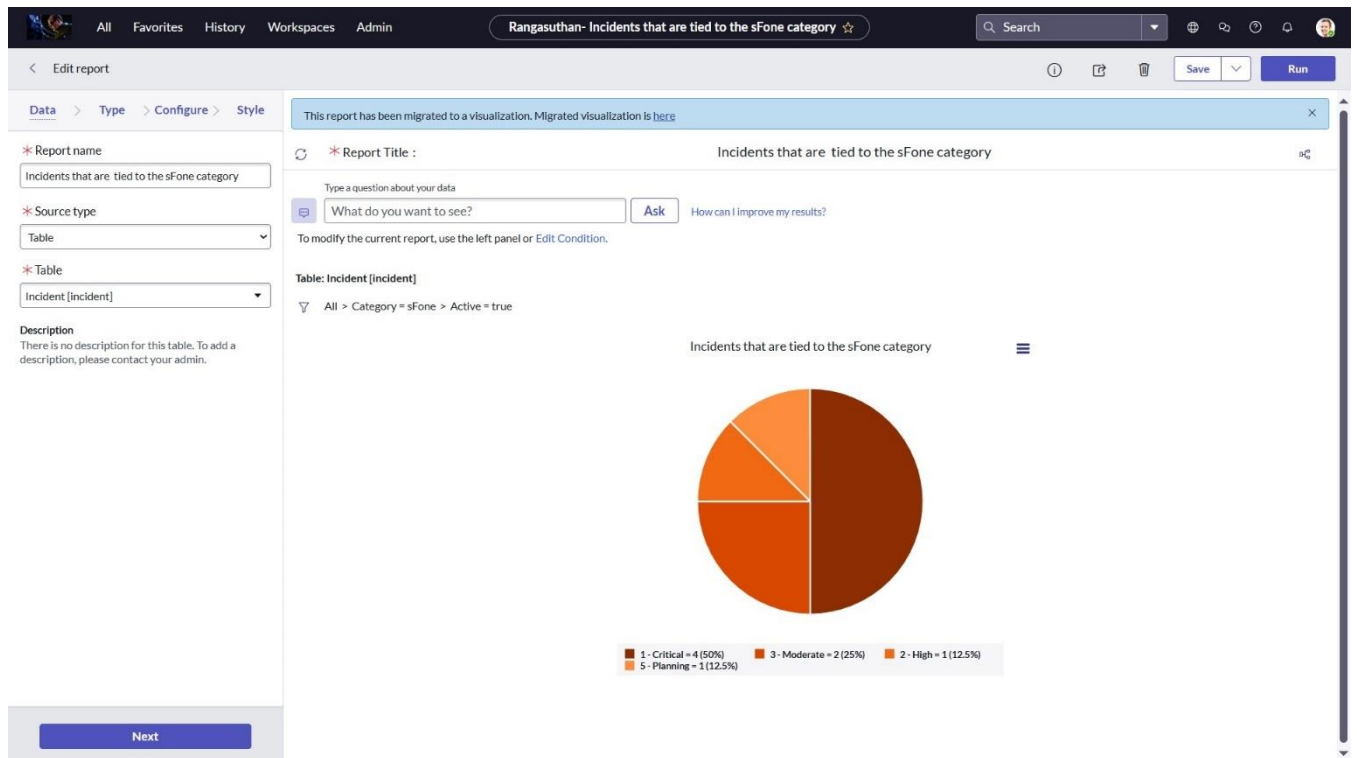 All Favorites History Workspaces Admin Rangasuthan- Incidents that are tied to the sFone category ☆ Search
< Edit report Save Run
Data > Type > Configure > Style
This report has been migrated to a visualization. Migrated visualization is here ×
* Report name
Incidents that are tied to the sFone category
* Source type
Table
* Table
Incident [incident]
Description
There is no description for this table. To add a
description, please contact your admin.
Next
* Report Title : Incidents that are tied to the sFone category
Type a question about your data
What do you want to see? Ask How can I improve my results?
To modify the current report, use the left panel or Edit Condition.
Table: Incident [incident]
All > Category = sFone > Active = true
Incidents that are tied to the sFone category
1 - Critical = 4 (50%) 3 - Moderate = 2 (25%) 2 - High = 1 (12.5%)
5 - Planning = 1 (12.5%)